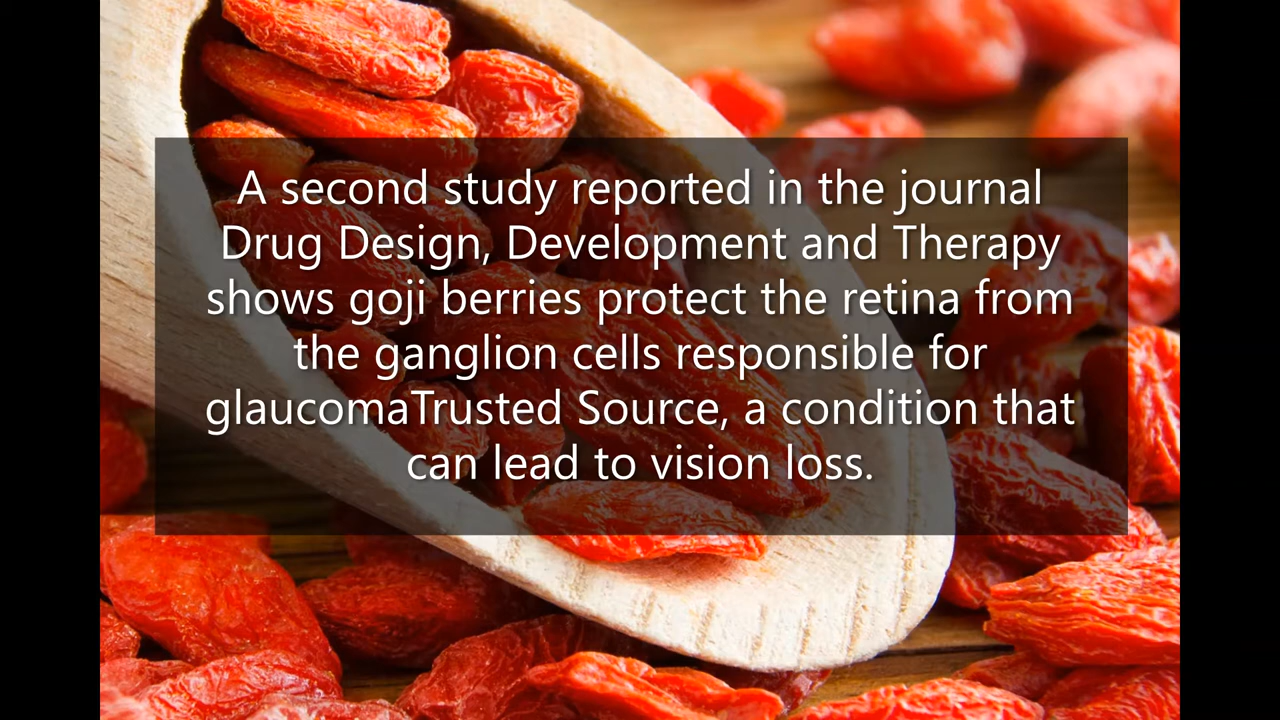 A second study reported in the journal
Drug Design, Development and Therapy
shows goji berries protect the retina from
the ganglion cells responsible for
glaucomaTrusted Source, a condition that
can lead to vision loss.